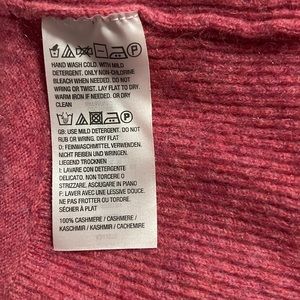 HAND WASH COLD. WITH MILD
DETERGENT. ONLY NON-CHLORINE
BLEACH WHEN NEEDED. DO NOT
WRING OR TWIST. LAY FLAT TO DRY.
WARM IRON IF NEEDED. OR DRY
CLEAN
GB: USE MILD DETERGENT. DO NOT
RUB OR WRING. DRY FLAT
D: FEINWASCHMITTEL VERWENDEN.
NICHT REIBEN UND WRINGEN.
LIEGEND TROCKNEN
I: LAVARE CON DETERGENTE
DELICATO. NON TORCERE O
STRIZZARE. ASCIUGARE IN PIANO
F: LAVER AVEC UNE LESSIVE DOUCE.
NE PAS FROTTER OU TORDRE
SÉCHER À PLAT
100% CASHMERE / CASHMERE /
KASCHMIR / KASHMIR / CACHEMIRE